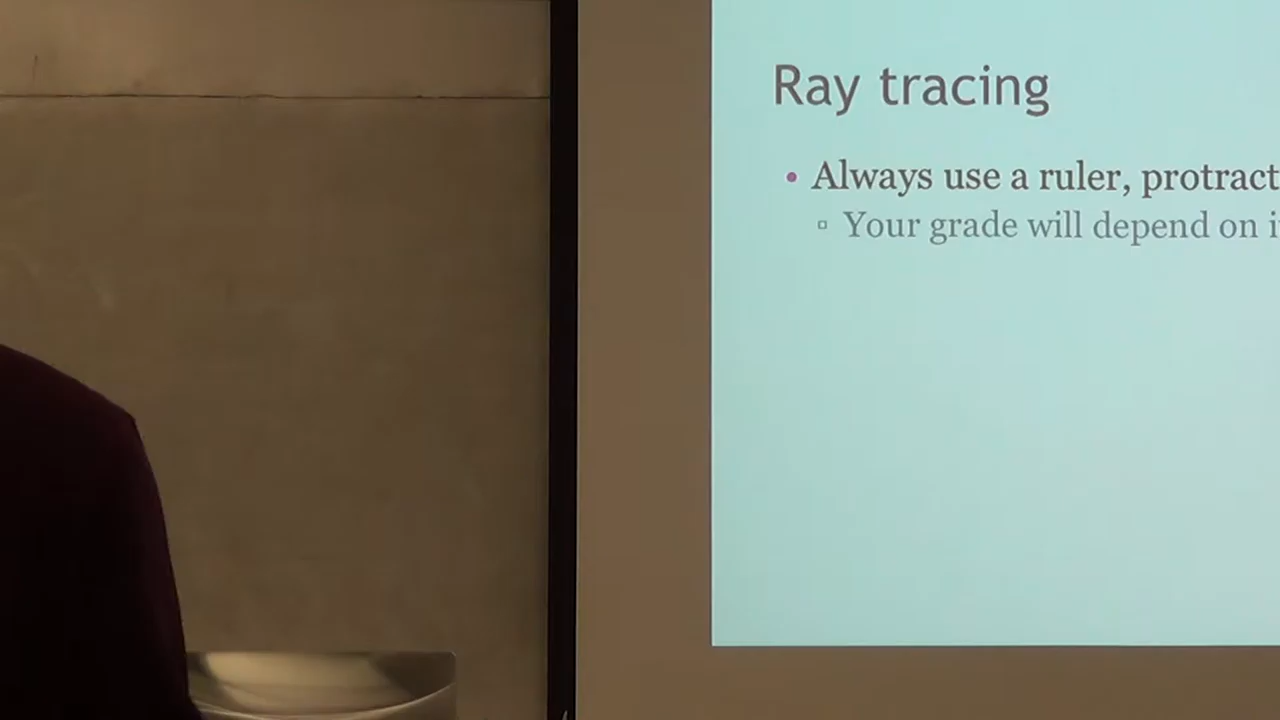 Ray tracing
• Always use a ruler, protract
▫ Your grade will depend on i